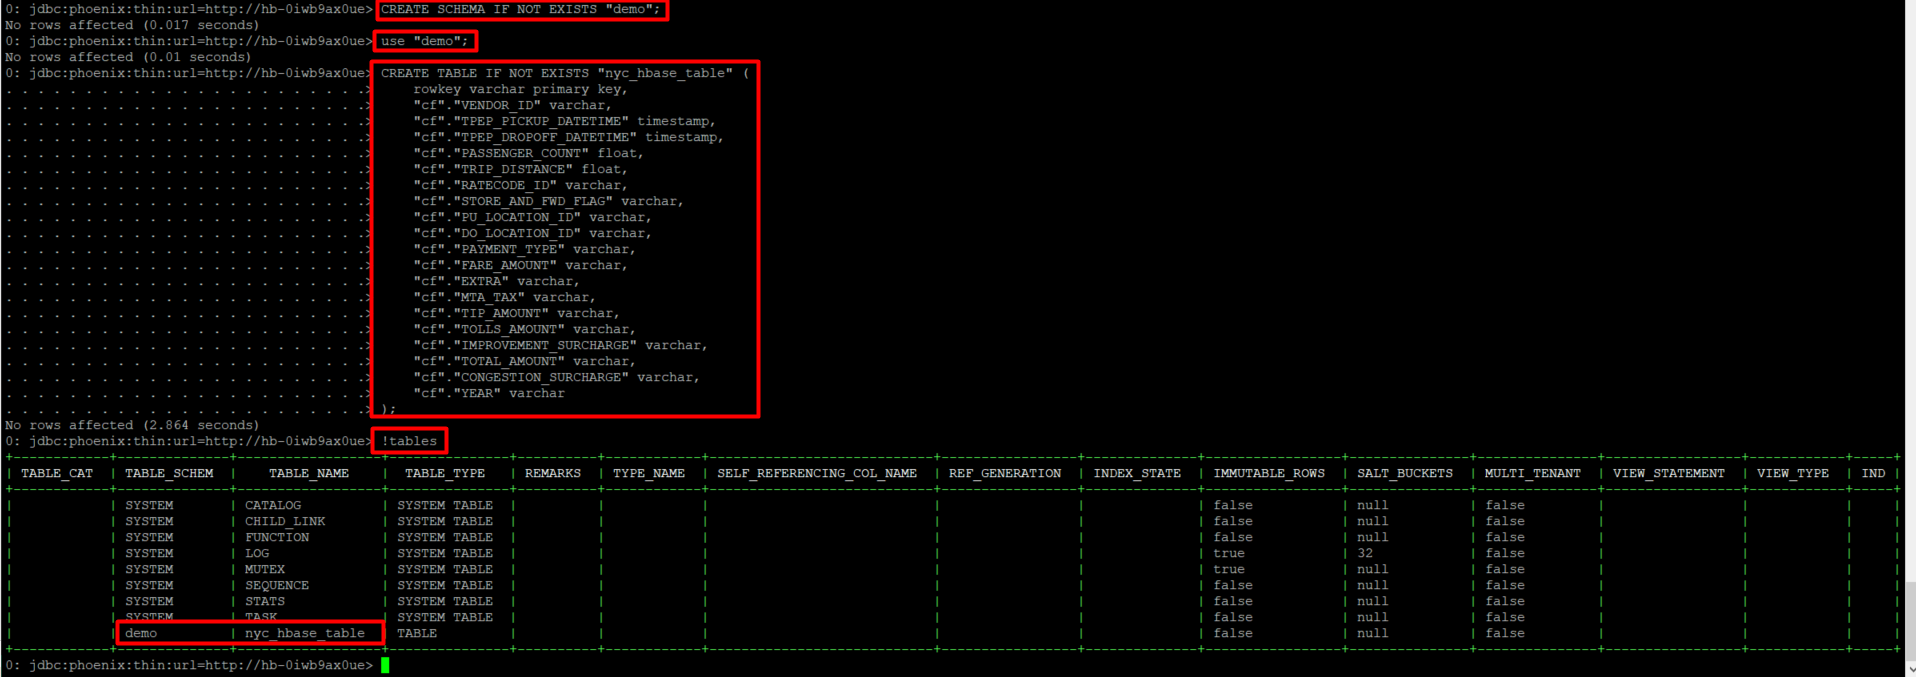 0: jdbc:phoenix:thin:url=http://hb-0iwb9ax0ue> CREATE SCHEMA IF NOT EXISTS "demo";
No rows affected (0.017 seconds)
0: jdbc:phoenix:thin:url=http://hb-0iwb9ax0ue> use "demo";
No rows affected (0.01 seconds)
0: jdbc:phoenix:thin:url=http://hb-0iwb9ax0ue> CREATE TABLE IF NOT EXISTS "nyc_hbase_table" (
. . . . . . . . . . . . . . . . . . . . . . .> rowkey varchar primary key,
. . . . . . . . . . . . . . . . . . . . . . .> "cf"."VENDOR_ID" varchar,
. . . . . . . . . . . . . . . . . . . . . . .> "cf"."TPEP_PICKUP_DATETIME" timestamp,
. . . . . . . . . . . . . . . . . . . . . . .> "cf"."TPEP_DROPOFF_DATETIME" timestamp,
. . . . . . . . . . . . . . . . . . . . . . .> "cf"."PASSENGER_COUNT" float,
. . . . . . . . . . . . . . . . . . . . . . .> "cf"."TRIP_DISTANCE" float,
. . . . . . . . . . . . . . . . . . . . . . .> "cf"."RATECODE_ID" varchar,
. . . . . . . . . . . . . . . . . . . . . . .> "cf"."STORE_AND_FWD_FLAG" varchar,
. . . . . . . . . . . . . . . . . . . . . . .> "cf"."PU_LOCATION_ID" varchar,
. . . . . . . . . . . . . . . . . . . . . . .> "cf"."DO_LOCATION_ID" varchar,
. . . . . . . . . . . . . . . . . . . . . . .> "cf"."PAYMENT_TYPE" varchar,
. . . . . . . . . . . . . . . . . . . . . . .> "cf"."FARE_AMOUNT" varchar,
. . . . . . . . . . . . . . . . . . . . . . .> "cf"."EXTRA" varchar,
. . . . . . . . . . . . . . . . . . . . . . .> "cf"."MTA_TAX" varchar,
. . . . . . . . . . . . . . . . . . . . . . .> "cf"."TIP_AMOUNT" varchar,
. . . . . . . . . . . . . . . . . . . . . . .> "cf"."TOLLS_AMOUNT" varchar,
. . . . . . . . . . . . . . . . . . . . . . .> "cf"."IMPROVEMENT_SURCHARGE" varchar,
. . . . . . . . . . . . . . . . . . . . . . .> "cf"."TOTAL_AMOUNT" varchar,
. . . . . . . . . . . . . . . . . . . . . . .> "cf"."CONGESTION_SURCHARGE" varchar,
. . . . . . . . . . . . . . . . . . . . . . .> "cf"."YEAR" varchar
. . . . . . . . . . . . . . . . . . . . . . .> );
No rows affected (2.864 seconds)
0: jdbc:phoenix:thin:url=http://hb-0iwb9ax0ue> !tables
| TABLE_CAT | TABLE_SCHEM | TABLE_NAME | TABLE_TYPE | REMARKS | TYPE_NAME | SELF_REFERENCING_COL_NAME | REF_GENERATION | INDEX_STATE | IMMUTABLE_ROWS | SALT_BUCKETS | MULTI_TENANT | VIEW_STATEMENT | VIEW_TYPE | IND |
| | SYSTEM | CATALOG | SYSTEM TABLE | | | | | | false | null | false | | | |
| | SYSTEM | CHILD_LINK | SYSTEM TABLE | | | | | | false | null | false | | | |
| | SYSTEM | FUNCTION | SYSTEM TABLE | | | | | | false | null | false | | | |
| | SYSTEM | LOG | SYSTEM TABLE | | | | | | true | 32 | false | | | |
| | SYSTEM | MUTEX | SYSTEM TABLE | | | | | | true | null | false | | | |
| | SYSTEM | SEQUENCE | SYSTEM TABLE | | | | | | false | null | false | | | |
| | SYSTEM | STATS | SYSTEM TABLE | | | | | | false | null | false | | | |
| | SYSTEM | TASK | SYSTEM TABLE | | | | | | false | null | false | | | |
| | demo | nyc_hbase_table | TABLE | | | | | | false | null | false | | | |
0: jdbc:phoenix:thin:url=http://hb-0iwb9ax0ue>